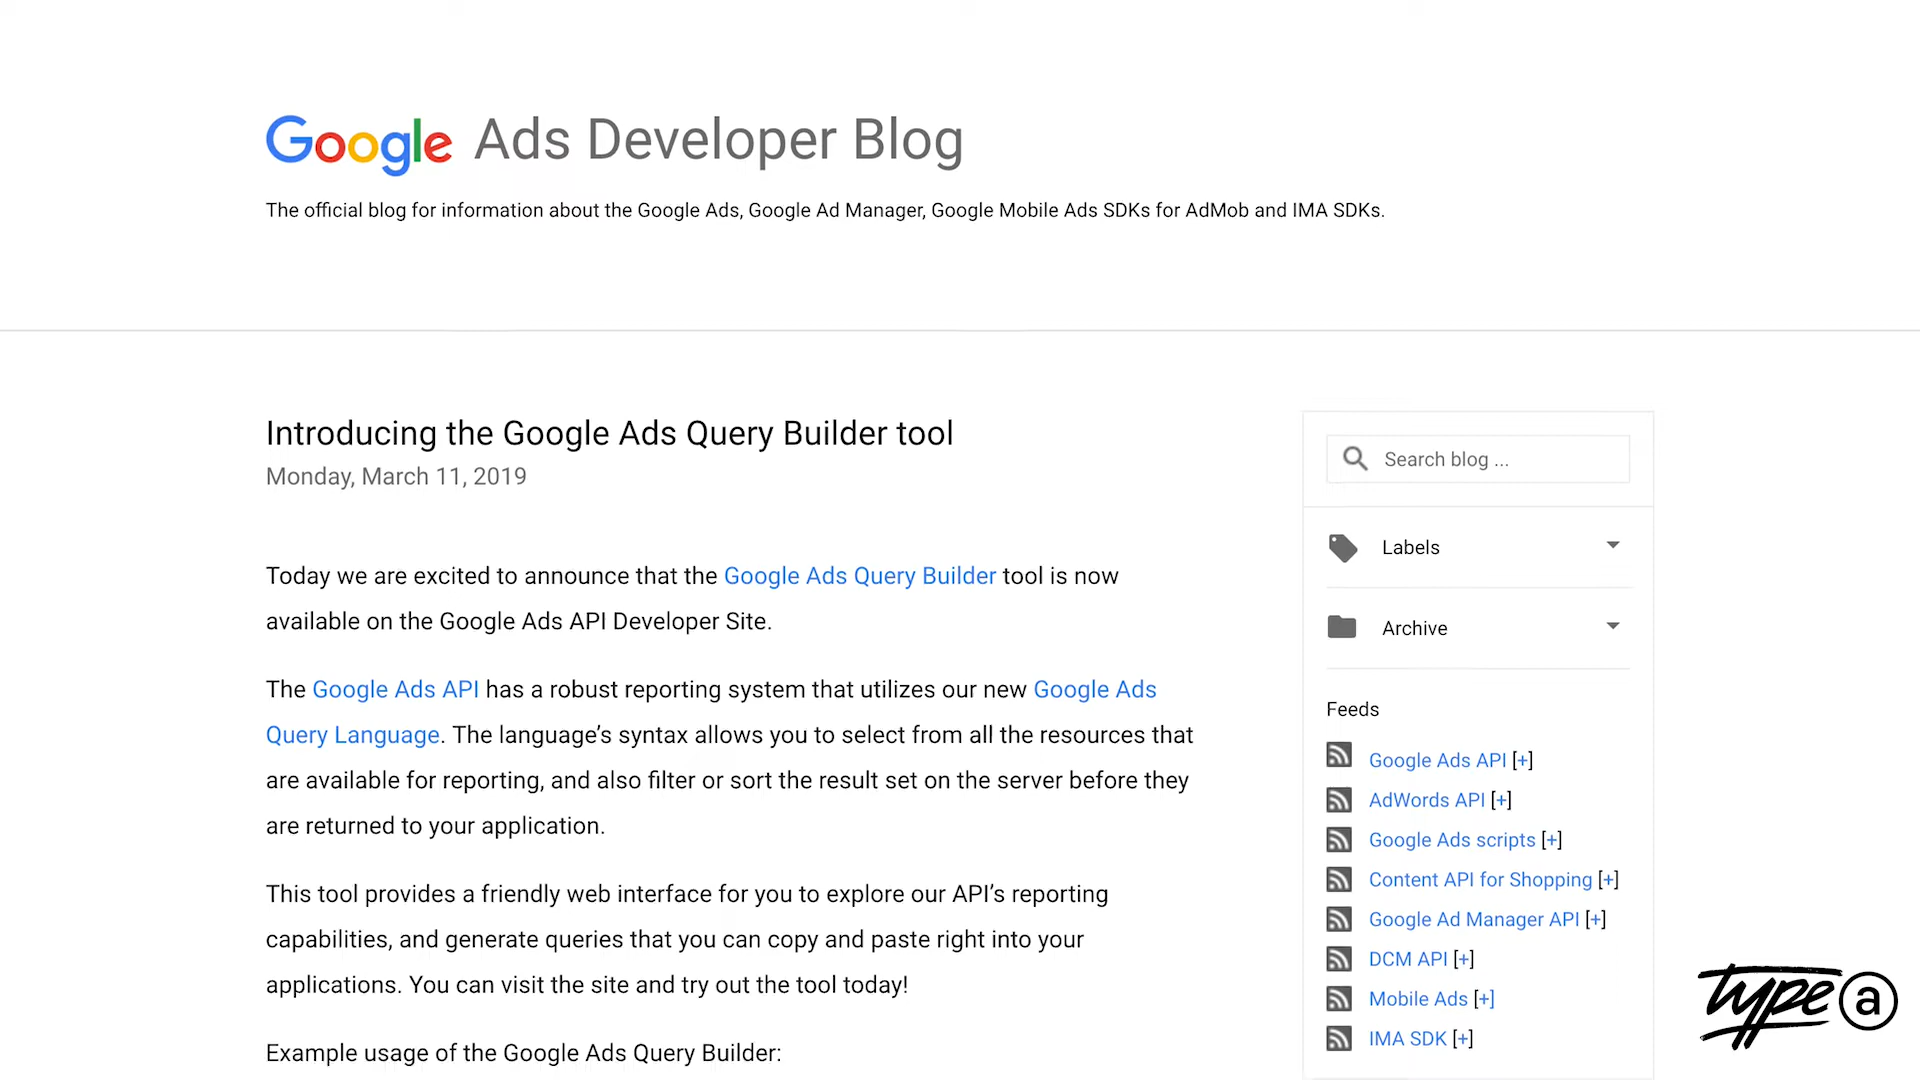 Google Ads Developer Blog
The official blog for information about the Google Ads, Google Ad Manager, Google Mobile Ads SDKs for AdMob and IMA SDKs.
Introducing the Google Ads Query Builder tool
Monday, March 11, 2019
Today we are excited to announce that the Google Ads Query Builder tool is now
available on the Google Ads API Developer Site.
The Google Ads API has a robust reporting system that utilizes our new Google Ads
Query Language. The language’s syntax allows you to select from all the resources that
are available for reporting, and also filter or sort the result set on the server before they
are returned to your application.
This tool provides a friendly web interface for you to explore our API’s reporting
capabilities, and generate queries that you can copy and paste right into your
applications. You can visit the site and try out the tool today!
Example usage of the Google Ads Query Builder:
Search blog ...
Labels
Archive
Feeds
Google Ads API [+]
AdWords API [+]
Google Ads scripts [+]
Content API for Shopping [+]
Google Ad Manager API [+]
DCM API [+]
Mobile Ads [+]
IMA SDK [+]
type a